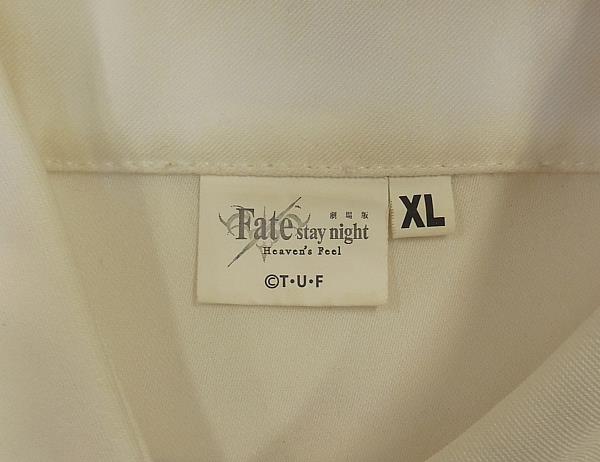 劇場版
Fate stay night
Heaven's Feel
©T・U・F
XL